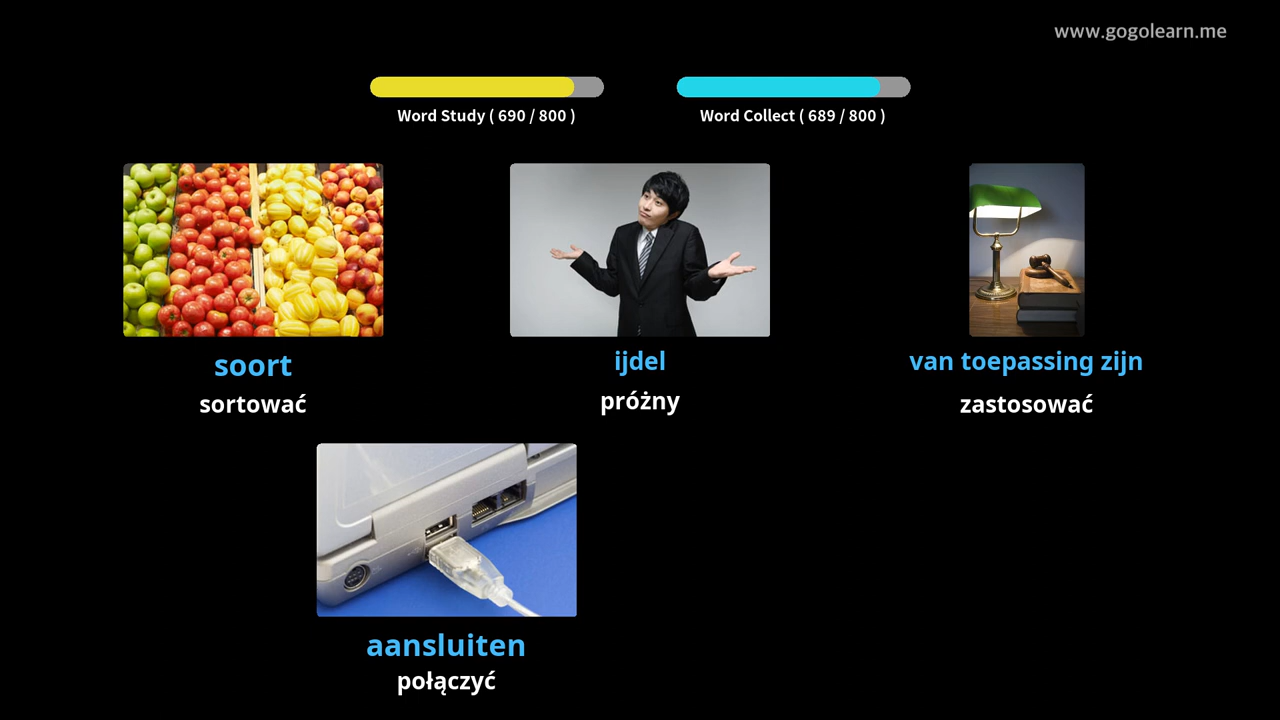 www.gogolearn.me
Word Study ( 690 / 800 )
Word Collect ( 689 / 800 )
soort
sortować
ijdel
próżny
van toepassing zijn
zastosować
aansluiten
połączyć